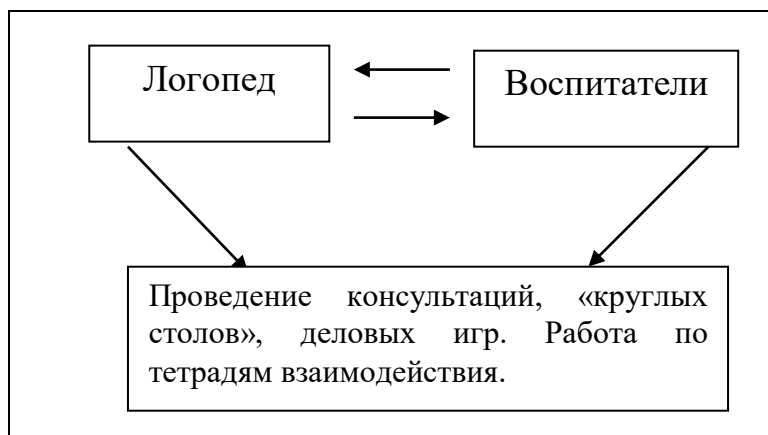 Логопед
Воспитатели
Проведение консультаций, «круглых
столов», деловых игр. Работа по
тетрадям взаимодействия.